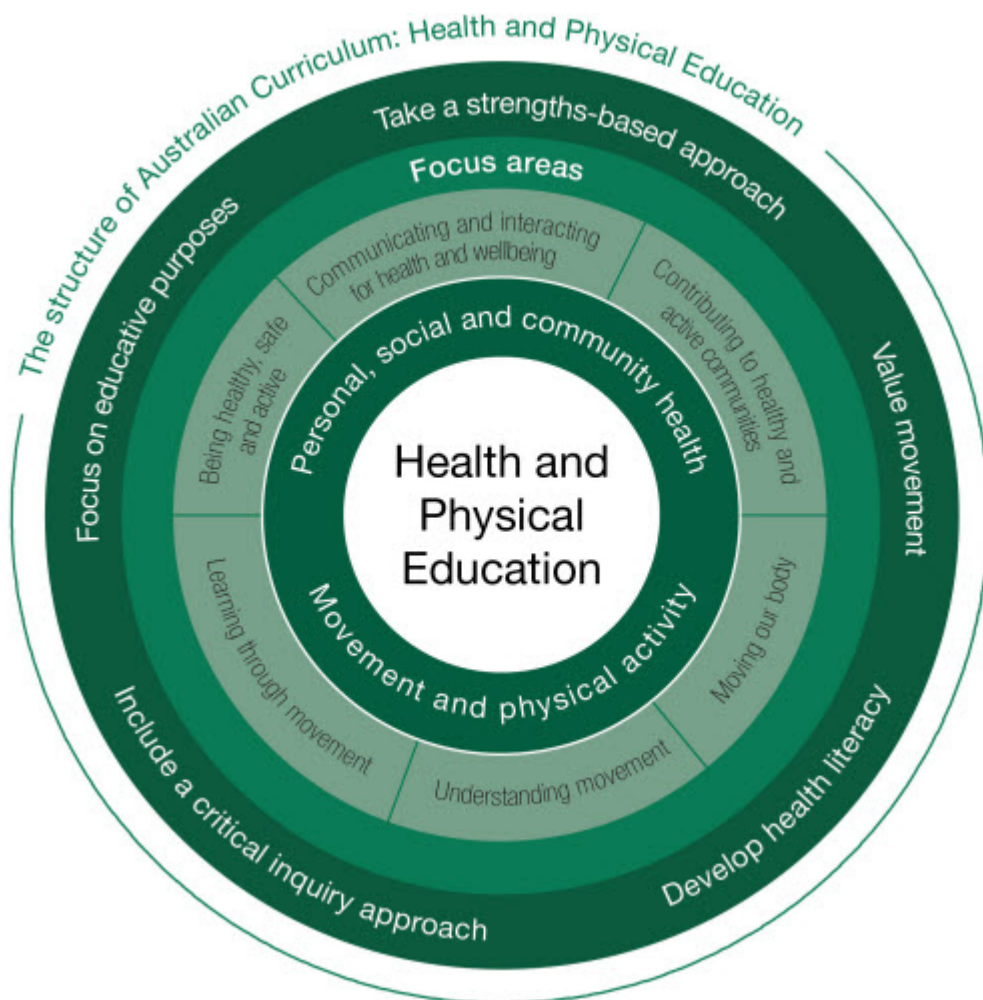 The structure of Australian Curriculum: Health and Physical Education
Take a strengths-based approach
Value movement
Develop health literacy
Include a critical inquiry approach
Focus on educative purposes
Focus areas
Being healthy, safe
and active
Communicating and interacting
for health and wellbeing
Contributing to healthy and
active communities
Moving our body
Understanding movement
Learning through movement
Personal, social and community health
Movement and physical activity
Health and
Physical
Education